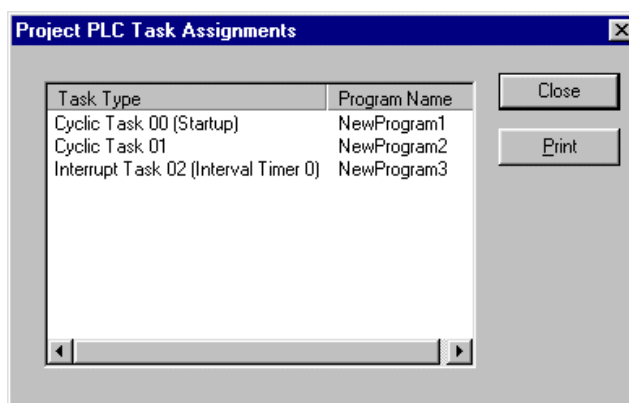 Project PLC Task Assignments
Task Type Program Name
Cyclic Task 00 (Startup) NewProgram1
Cyclic Task 01 NewProgram2
Interrupt Task 02 (Interval Timer 0) NewProgram3
Close
Print